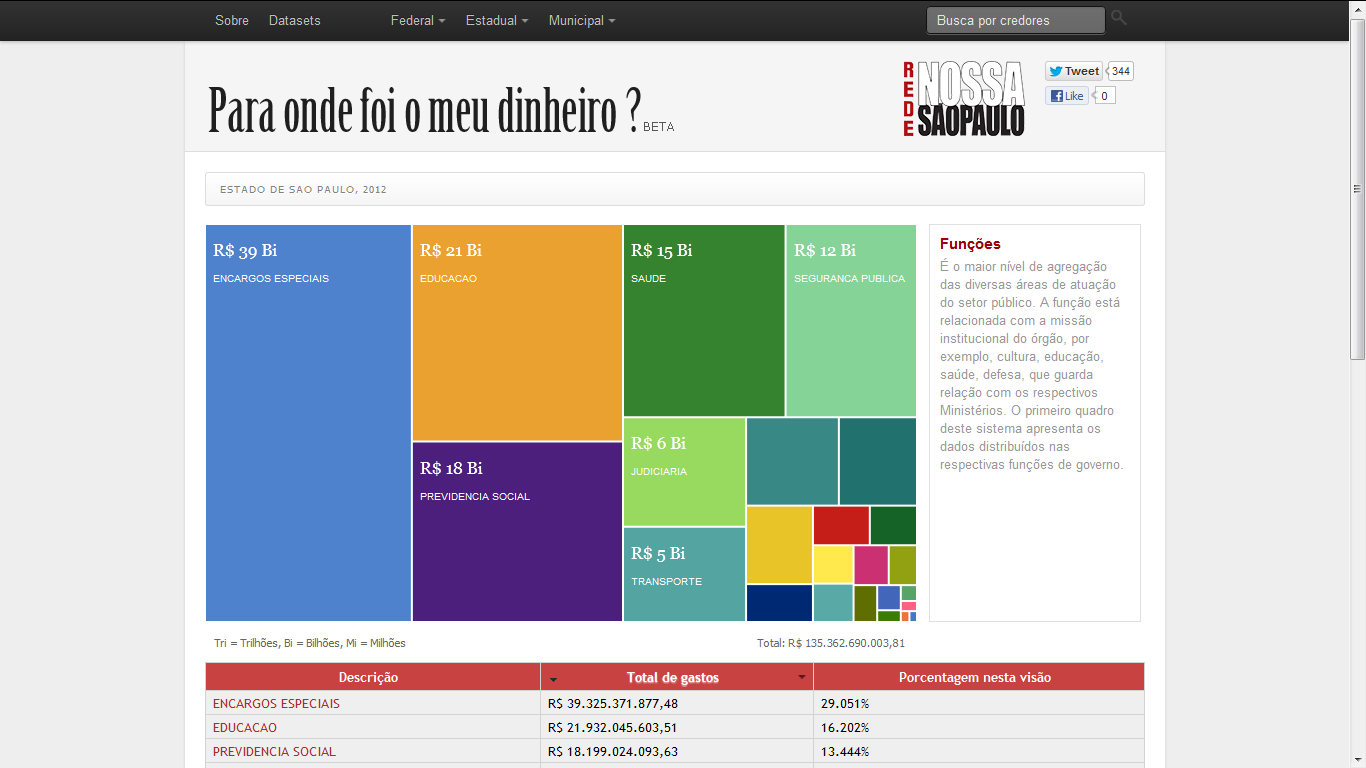 Sobre Datasets Federal Estadual Municipal Busca por credores
Para onde foi o meu dinheiro ? BETA
REDE NOSSA SÃO PAULO
Tweet 344
Like 0
ESTADO DE SAO PAULO, 2012
R$ 39 Bi
ENCARGOS ESPECIAIS
R$ 21 Bi
EDUCACAO
R$ 18 Bi
PREVIDENCIA SOCIAL
R$ 15 Bi
SAUDE
R$ 12 Bi
SEGURANCA PUBLICA
R$ 6 Bi
JUDICIARIA
R$ 5 Bi
TRANSPORTE
Funções
É o maior nível de agregação
das diversas áreas de atuação
do setor público. A função está
relacionada com a missão
institucional do órgão, por
exemplo, cultura, educação,
saúde, defesa, que guarda
relação com os respectivos
Ministérios. O primeiro quadro
deste sistema apresenta os
dados distribuídos nas
respectivas funções de governo.
Tri = Trilhões, Bi = Bilhões, Mi = Milhões
Total: R$ 135.362.690.003,81
Descrição Total de gastos Porcentagem nesta visão
ENCARGOS ESPECIAIS R$ 39.325.371.877,48 29.051%
EDUCACAO R$ 21.932.045.603,51 16.202%
PREVIDENCIA SOCIAL R$ 18.199.024.093,63 13.444%